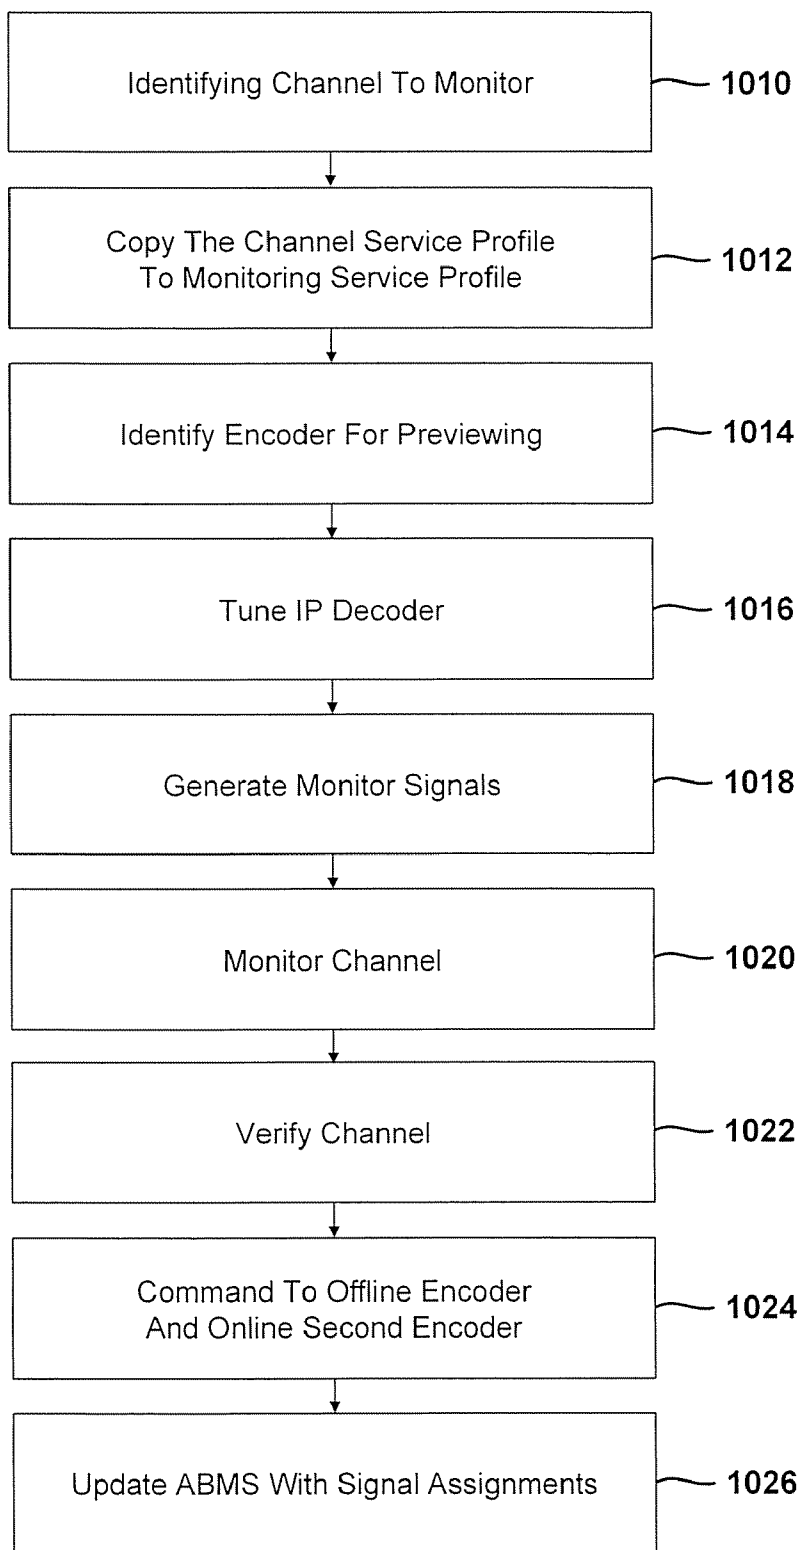 Identifying Channel To Monitor
1010
Copy The Channel Service Profile
To Monitoring Service Profile
1012
Identify Encoder For Previewing
1014
Tune IP Decoder
1016
Generate Monitor Signals
1018
Monitor Channel
1020
Verify Channel
1022
Command To Offline Encoder
And Online Second Encoder
1024
Update ABMS With Signal Assignments
1026